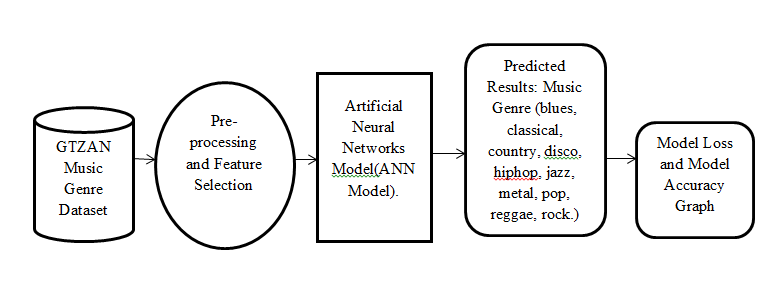 GTZAN
Music
Genre
Dataset
Pre-
processing
and Feature
Selection
Artificial
Neural
Networks
Model(ANN
Model).
Predicted
Results: Music
Genre (blues,
classical,
country, disco,
hiphop, jazz,
metal, pop,
reggae, rock.)
Model Loss
and Model
Accuracy
Graph